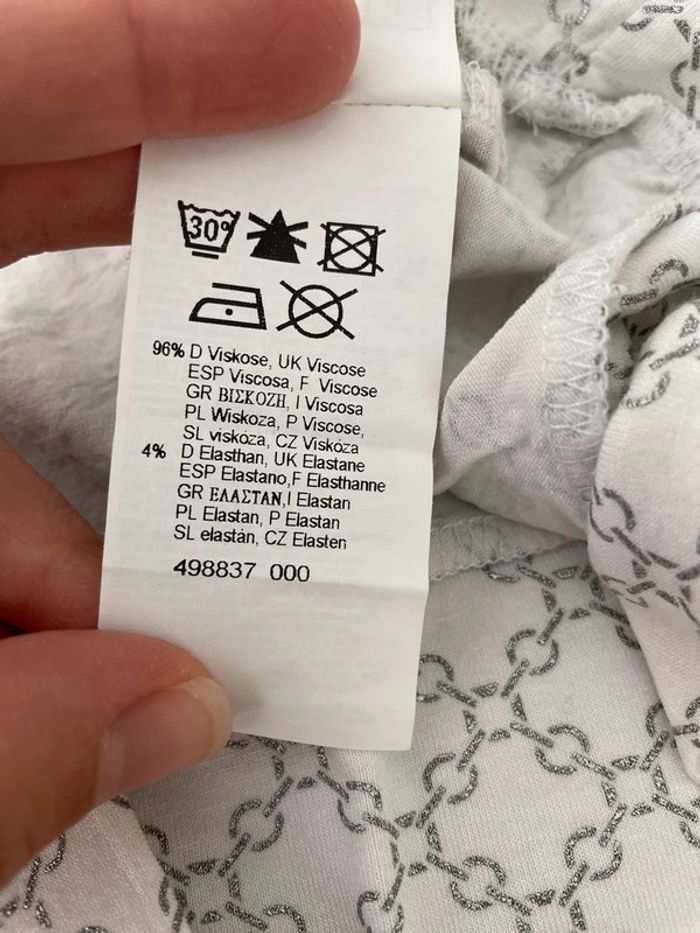 30°
96% D Viskose, UK Viscose
ESP Viscosa, F Viscose
GR ΒΙΣΚΟΖΗ, I Viscosa
PL Wiskoza, P Viscose,
SL viskóza, CZ Viskóza
4% D Elasthan, UK Elastane
ESP Elastano,F Elasthanne
GR ΕΛΑΣΤΑΝ,I Elastan
PL Elastan, P Elastan
SL elastán, CZ Elasten
498837 000